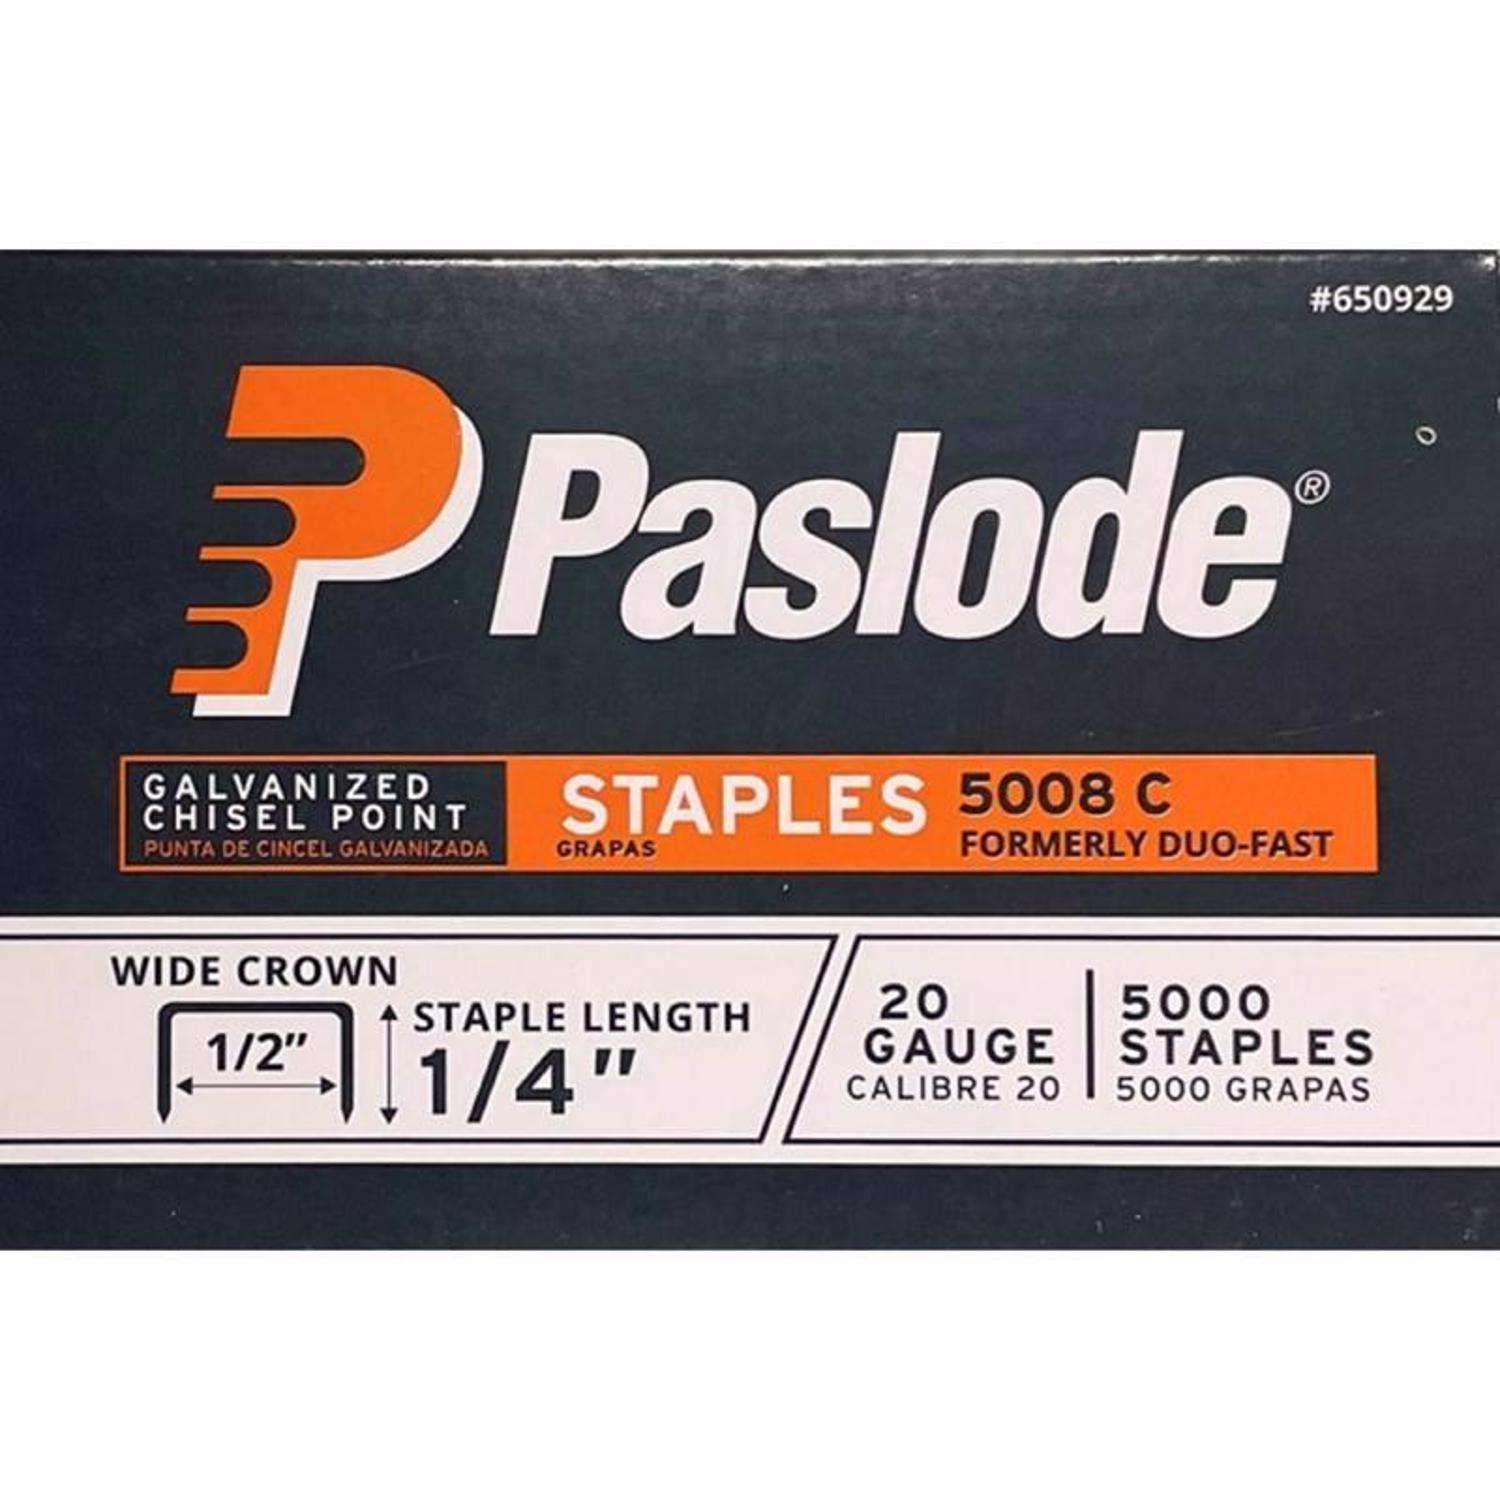 #650929
Paslode®
GALVANIZED
CHISEL POINT
PUNTA DE CINCEL GALVANIZADA
STAPLES
GRAPAS
5008 C
FORMERLY DUO-FAST
WIDE CROWN
1/2”
STAPLE LENGTH
1/4"
20
GAUGE
CALIBRE 20
5000
STAPLES
5000 GRAPAS